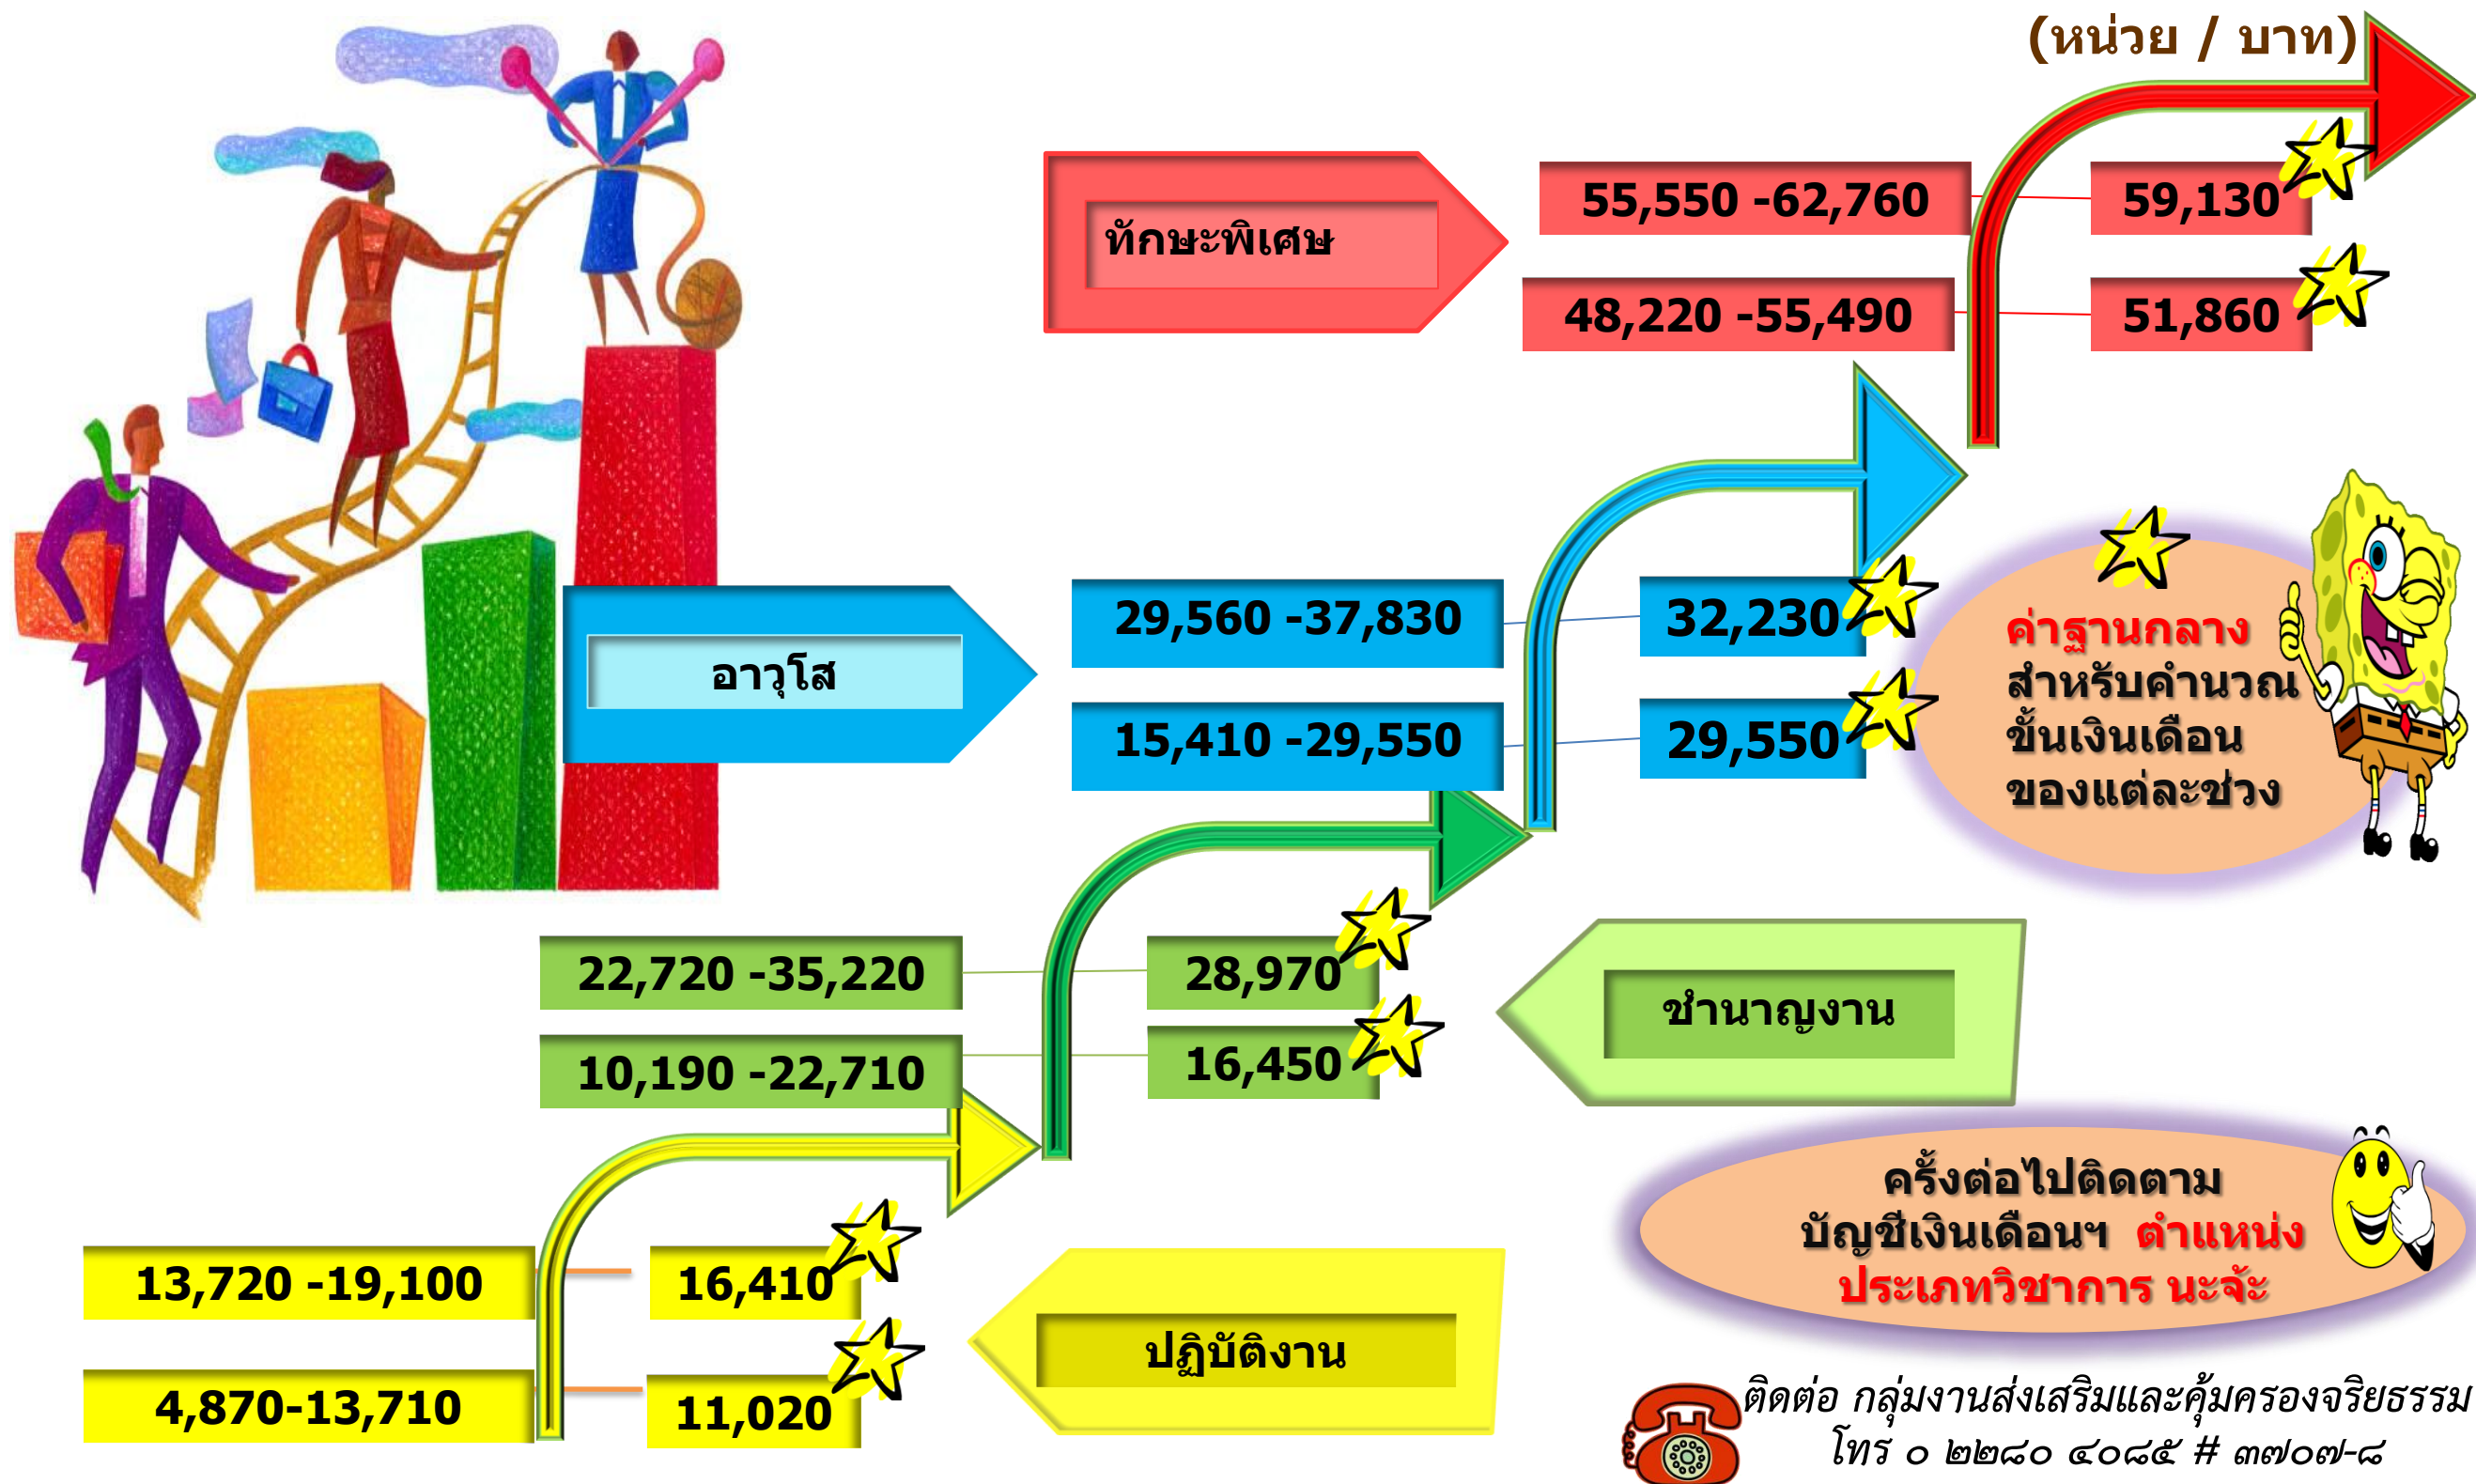 (หน่วย / บาท)
ทักษะพิเศษ
55,550 -62,760
59,130
48,220 -55,490
51,860
อาวุโส
29,560 -37,830
32,230
15,410 -29,550
29,550
ค่าฐานกลาง
สำหรับคำนวณ
ขั้นเงินเดือน
ของแต่ละช่วง
22,720 -35,220
28,970
10,190 -22,710
16,450
ชำนาญงาน
13,720 -19,100
16,410
4,870-13,710
11,020
ปฏิบัติงาน
ครั้งต่อไปติดตาม
บัญชีเงินเดือนฯ ตำแหน่ง
ประเภทวิชาการ นะจ้ะ
ติดต่อ กลุ่มงานส่งเสริมและคุ้มครองจริยธรรม
โทร ๐ ๒๒๘๐ ๔๐๘๕ # ๓๗๐๗-๘